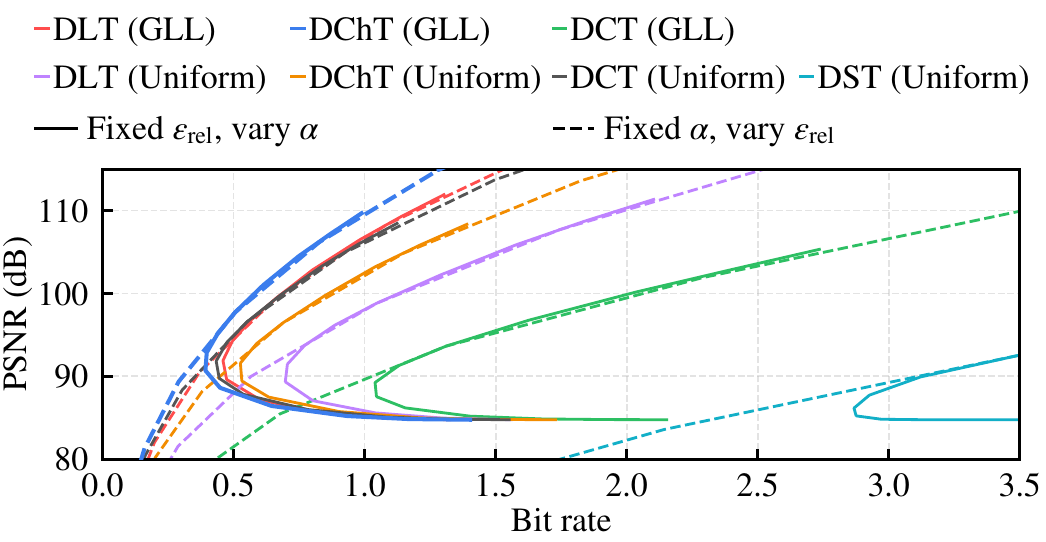 DLT (GLL) DChT (GLL) DCT (GLL)
DLT (Uniform) DChT (Uniform) DCT (Uniform) DST (Uniform)
Fixed ε_rel, vary α Fixed α, vary ε_rel
PSNR (dB)
110
100
90
80
0.0 0.5 1.0 1.5 2.0 2.5 3.0 3.5
Bit rate